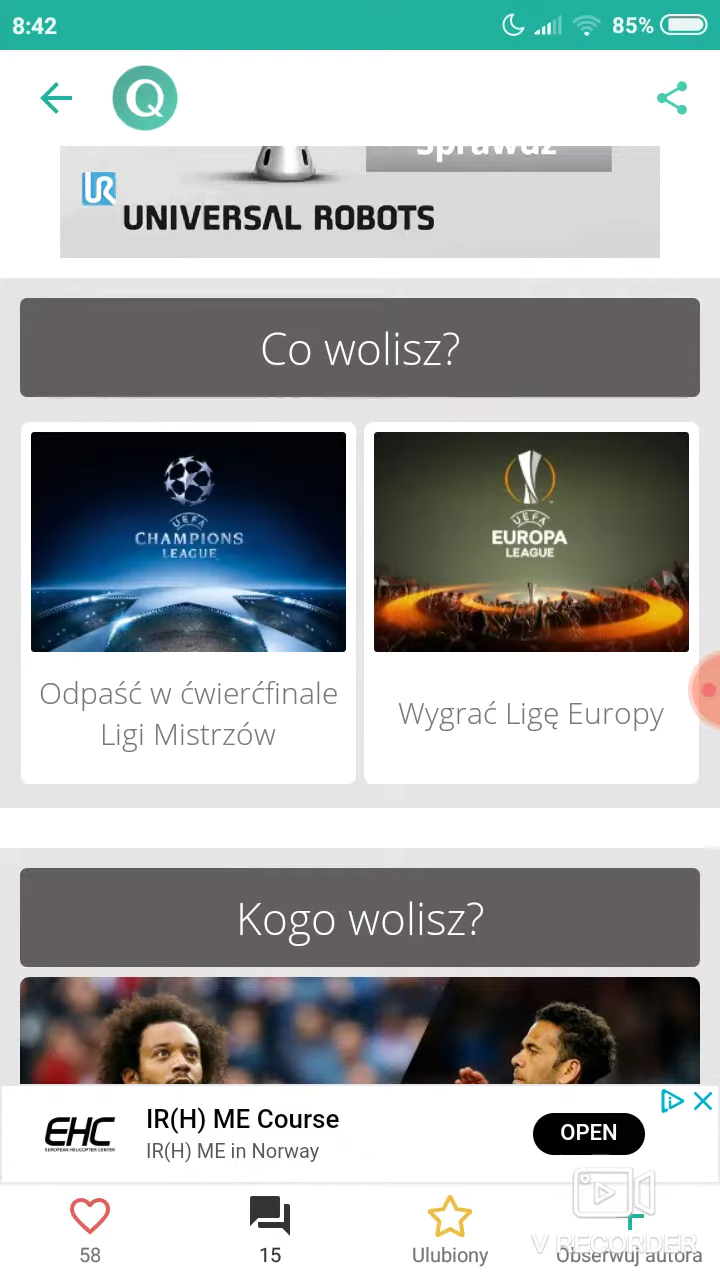 8:42
85%
Q
sprawdź
UR
UNIVERSAL ROBOTS
Co wolisz?
UEFA
CHAMPIONS
LEAGUE
UEFA
EUROPA
LEAGUE
Odpaść w ćwierćfinale
Ligi Mistrzów
Wygrać Ligę Europy
Kogo wolisz?
EHC
EUROPEAN HELICOPTER CENTER
IR(H) ME Course
IR(H) ME in Norway
OPEN
58
15
Ulubiony
Obserwuj autora
V RECORDER